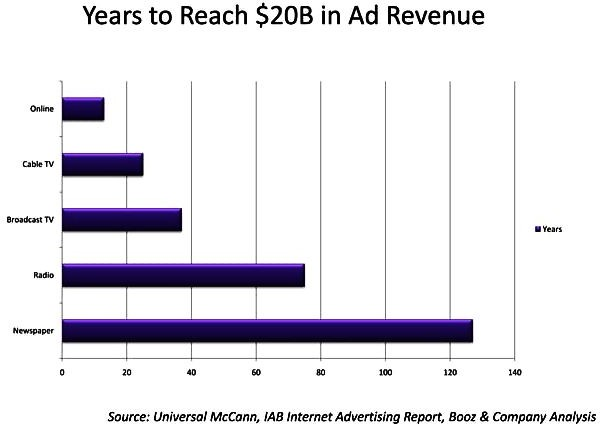 Years to Reach $20B in Ad Revenue
Online
Cable TV
Broadcast TV
Radio
Newspaper
Years
0 20 40 60 80 100 120 140
Source: Universal McCann, IAB Internet Advertising Report, Booz & Company Analysis